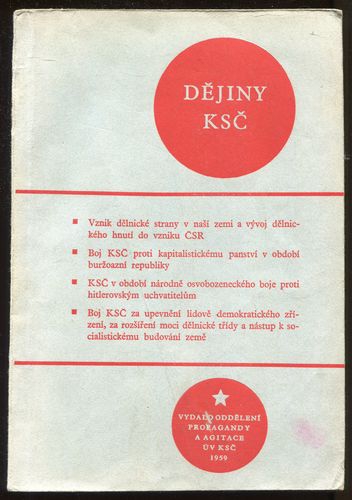 DĚJINY
KSČ
Vznik dělnické strany v naší zemi a vývoj dělnic-
kého hnutí do vzniku ČSR
Boj KSČ proti kapitalistickému panství v období
buržoazní republiky
KSČ v období národně osvobozeneckého boje proti
hitlerovským uchvatitelům
Boj KSČ za upevnění lidově demokratického zří-
zení, za rozšíření moci dělnické třídy a nástup k so-
cialistickému budování země
VYDALO ODDĚLENÍ
PROPAGANDY
A AGITACE
ÚV KSČ
1959